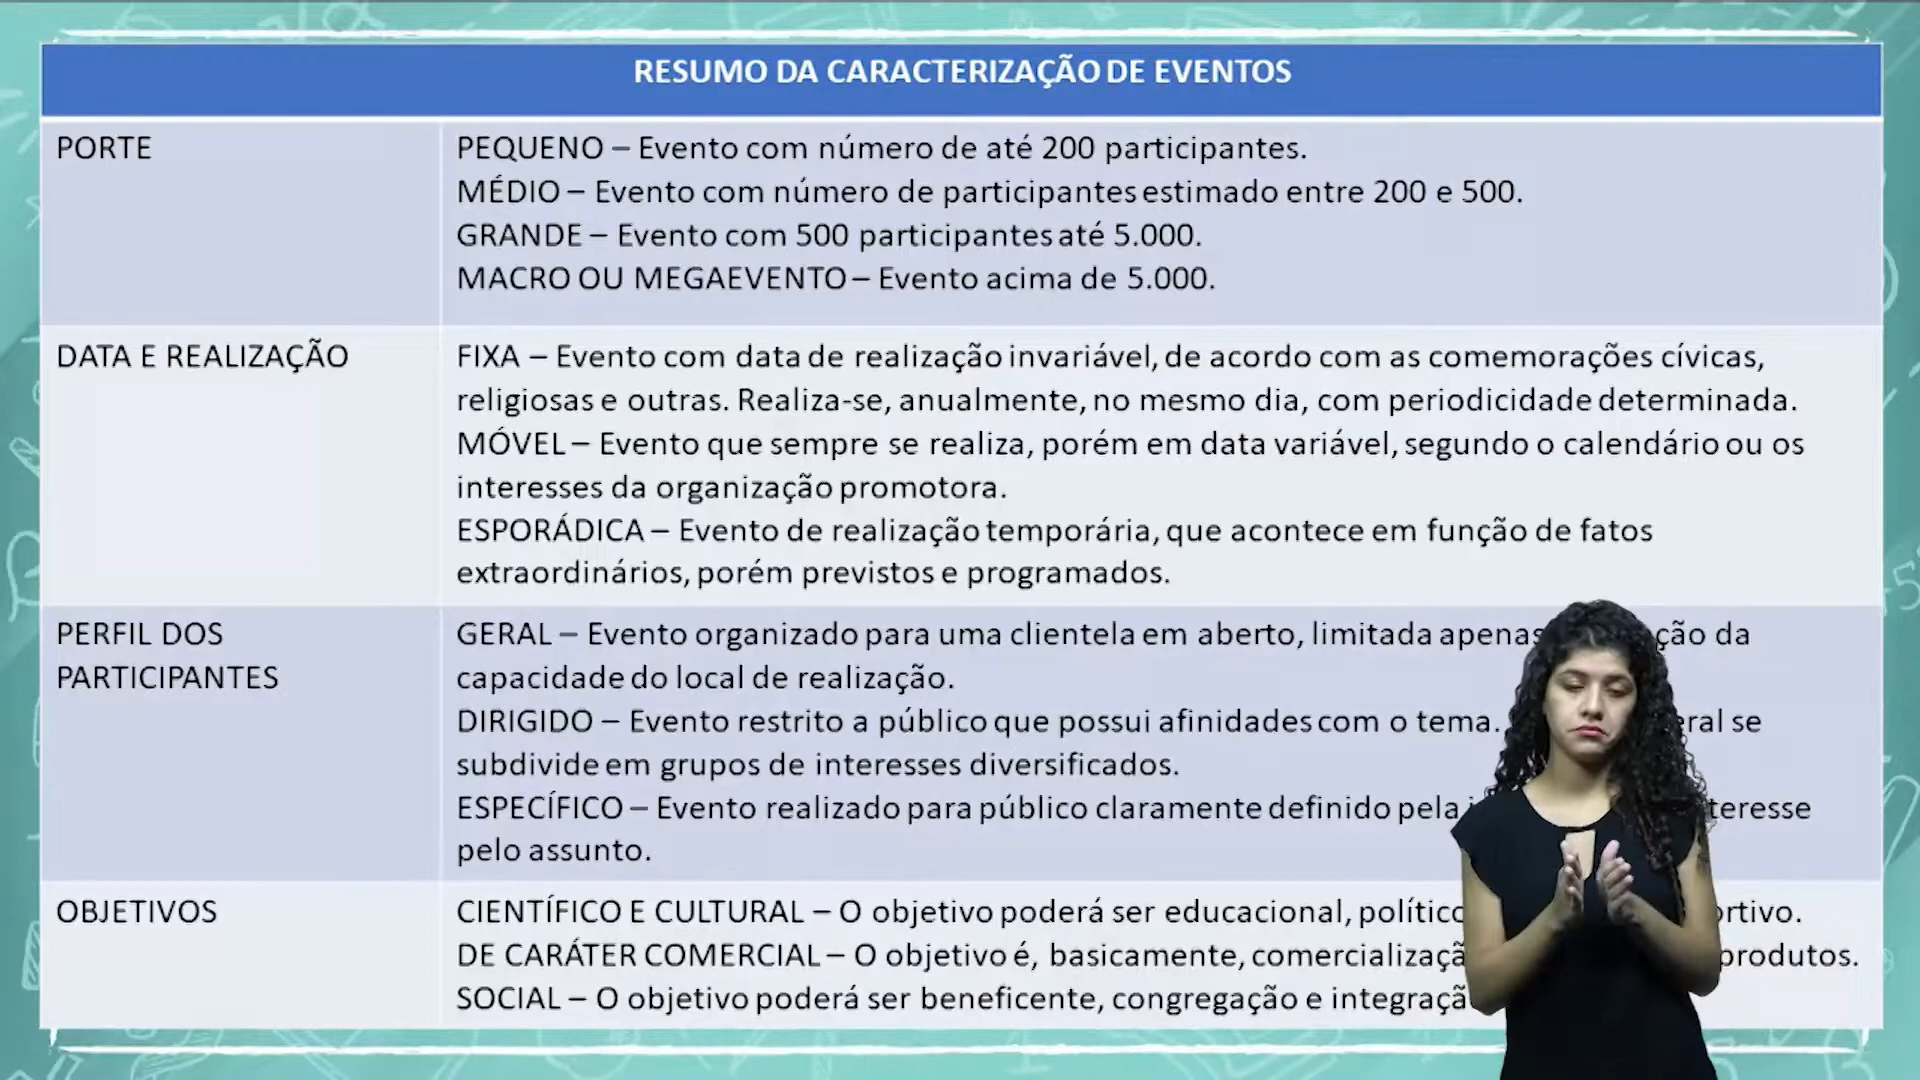 RESUMO DA CARACTERIZAÇÃO DE EVENTOS
PORTE
PEQUENO – Evento com número de até 200 participantes.
MÉDIO – Evento com número de participantes estimado entre 200 e 500.
GRANDE – Evento com 500 participantes até 5.000.
MACRO OU MEGAEVENTO – Evento acima de 5.000.
DATA E REALIZAÇÃO
FIXA – Evento com data de realização invariável, de acordo com as comemorações cívicas,
religiosas e outras. Realiza-se, anualmente, no mesmo dia, com periodicidade determinada.
MÓVEL – Evento que sempre se realiza, porém em data variável, segundo o calendário ou os
interesses da organização promotora.
ESPORÁDICA – Evento de realização temporária, que acontece em função de fatos
extraordinários, porém previstos e programados.
PERFIL DOS
PARTICIPANTES
GERAL – Evento organizado para uma clientela em aberto, limitada apenas da
capacidade do local de realização.
DIRIGIDO – Evento restrito a público que possui afinidades com o tema. se
subdivide em grupos de interesses diversificados.
ESPECÍFICO – Evento realizado para público claramente definido pela
pelo assunto.
OBJETIVOS
CIENTÍFICO E CULTURAL – O objetivo poderá ser educacional,
DE CARÁTER COMERCIAL – O objetivo é, basicamente, produtos.
SOCIAL – O objetivo poderá ser beneficente, congregação e